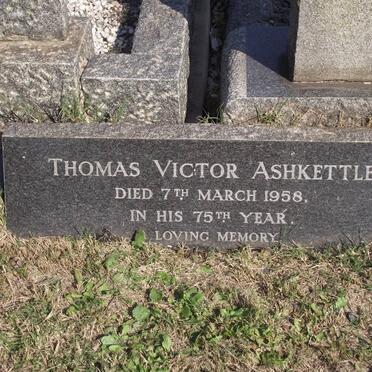 THOMAS VICTOR ASHKETTLE
DIED 7TH MARCH 1958,
IN HIS 75TH YEAR.
LOVING MEMORY